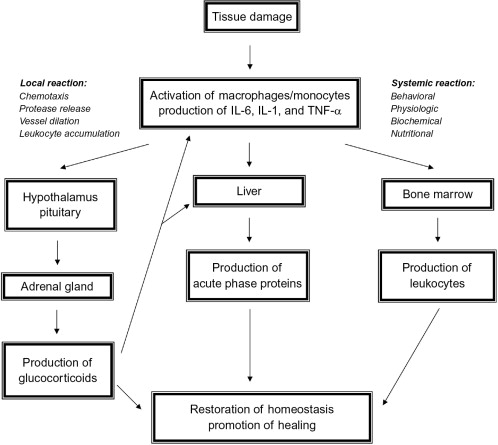 Tissue damage
Local reaction:
Chemotaxis
Protease release
Vessel dilation
Leukocyte accumulation
Activation of macrophages/monocytes
production of IL-6, IL-1, and TNF-α
Systemic reaction:
Behavioral
Physiologic
Biochemical
Nutritional
Hypothalamus
pituitary
Liver
Bone marrow
Adrenal gland
Production of
acute phase proteins
Production of
leukocytes
Production of
glucocorticoids
Restoration of homeostasis
promotion of healing